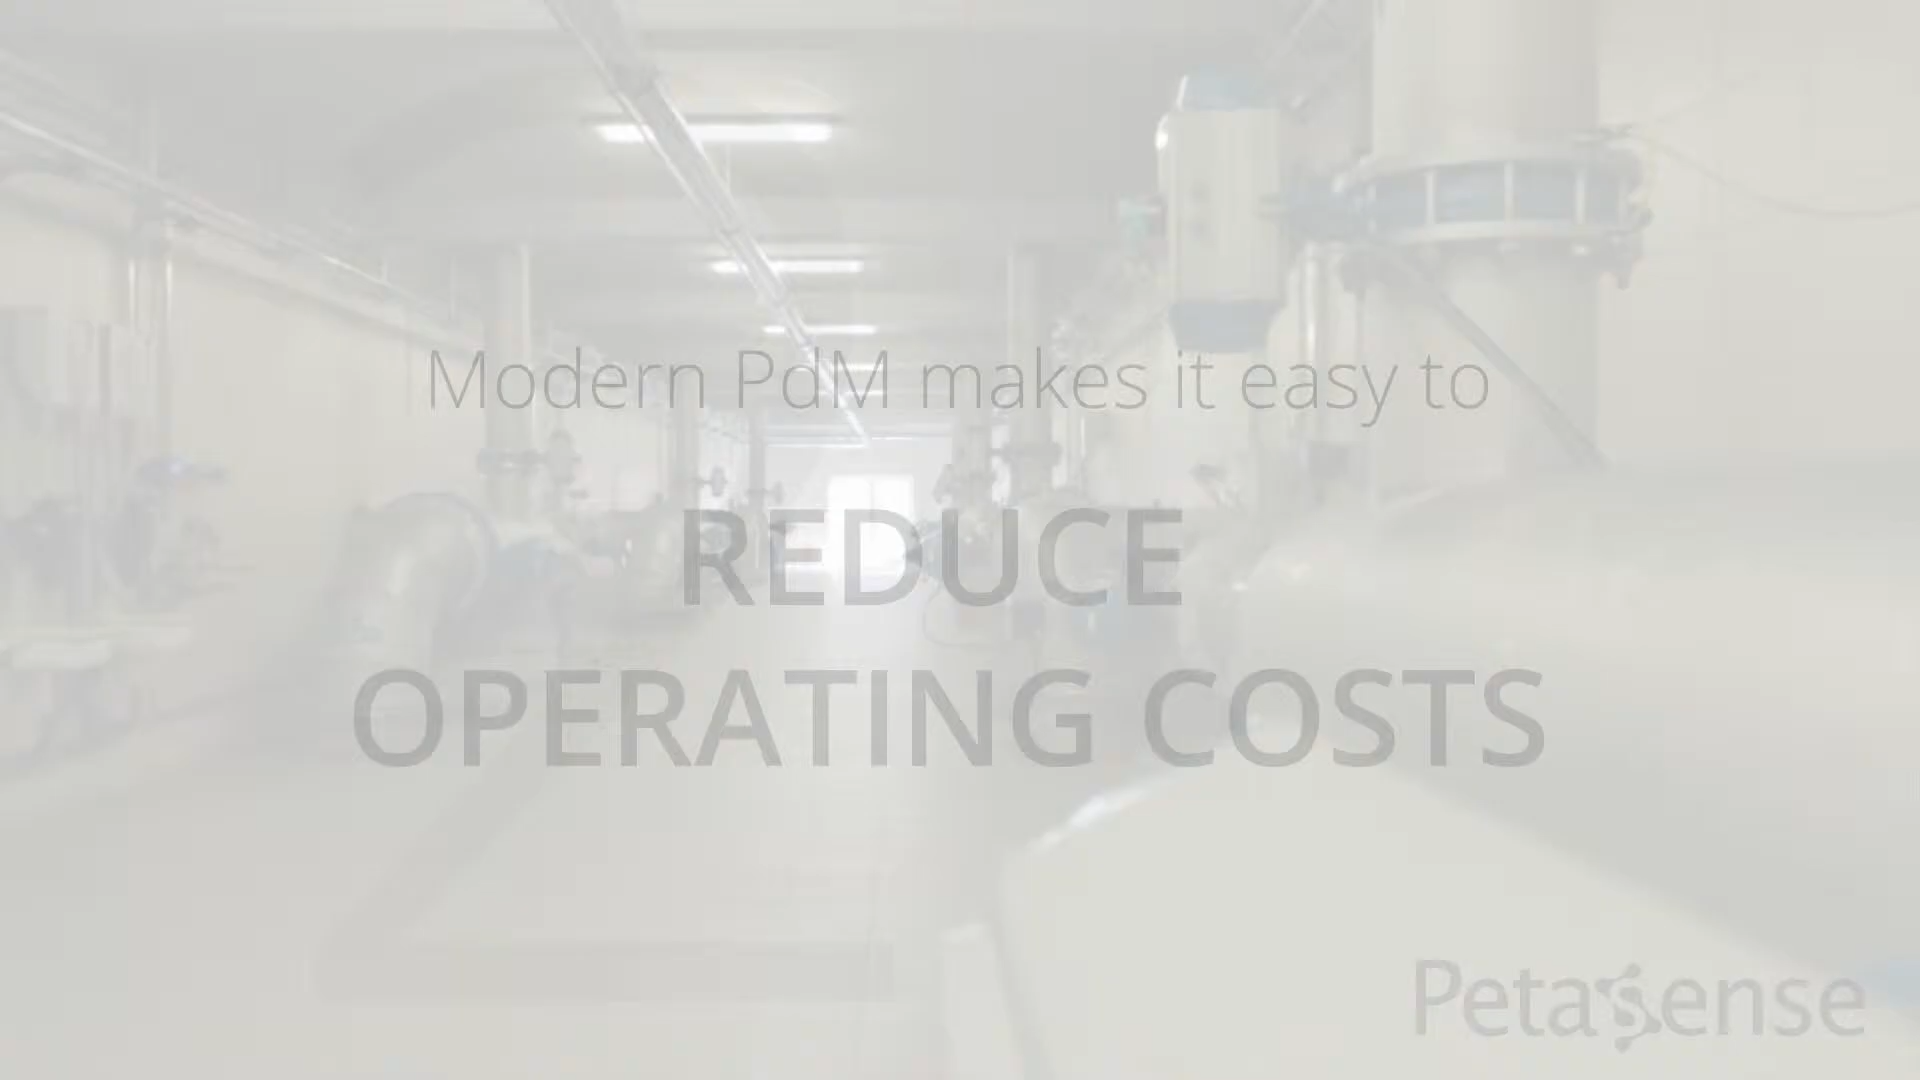 Modern PdM makes it easy to
REDUCE
OPERATING COSTS
Petasense